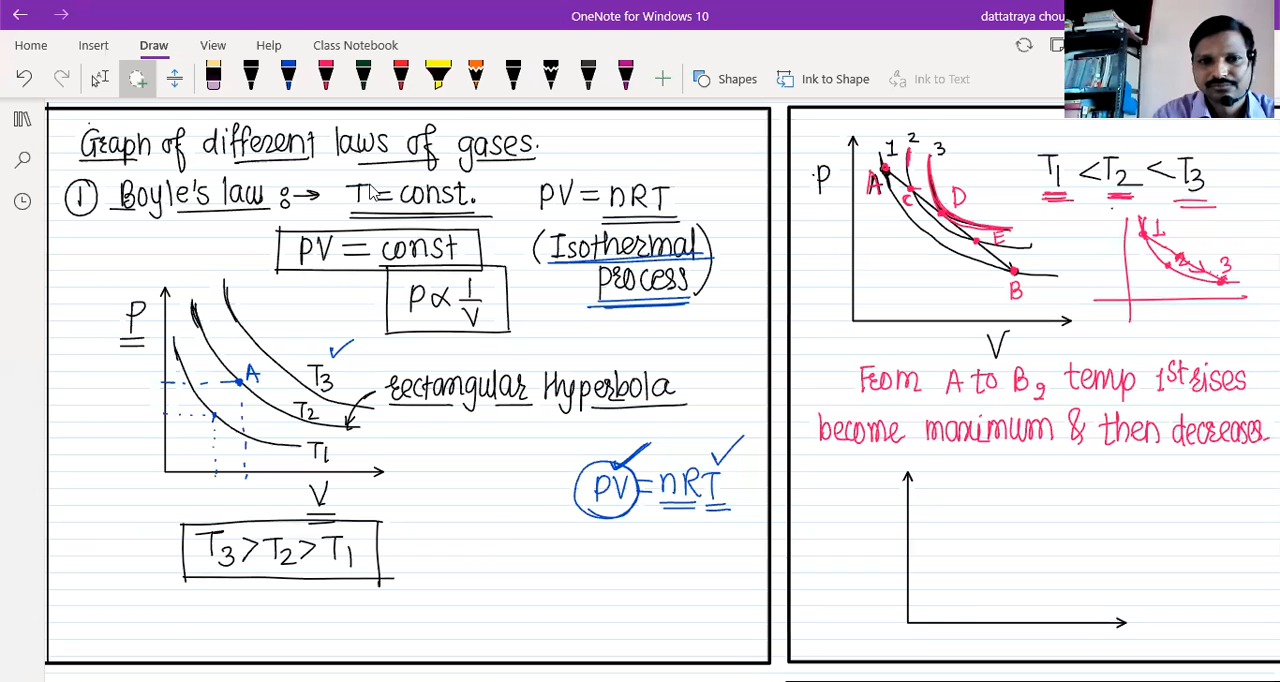 OneNote for Windows 10
dattatraya chou
Home Insert Draw View Help Class Notebook
Shapes Ink to Shape Ink to Text
Graph of different laws of gases.
① Boyle's law :→ T = const. PV = nRT
PV = const (Isothermal process)
P ∝ 1/V
P
A
T3
T2
T1
rectangular Hyperbola
V
PV = nRT
T3 > T2 > T1
P
1 2 3
A C D E B
V
T1 < T2 < T3
1 2 3
From A to B, temp 1st rises
become maximum & then decreases.